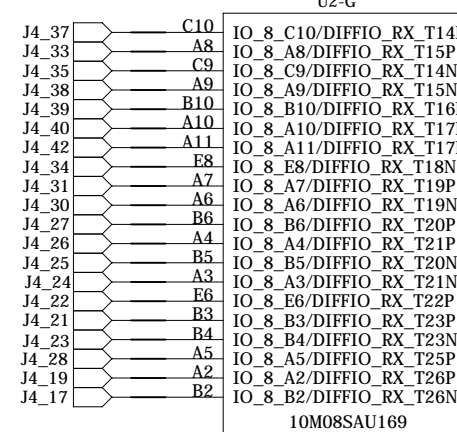 U2-G
J4_37 C10 IO_8_C10/DIFFIO_RX_T14
J4_33 A8 IO_8_A8/DIFFIO_RX_T15P
J4_35 C9 IO_8_C9/DIFFIO_RX_T14N
J4_38 A9 IO_8_A9/DIFFIO_RX_T15N
J4_39 B10 IO_8_B10/DIFFIO_RX_T16
J4_40 A10 IO_8_A10/DIFFIO_RX_T17
J4_42 A11 IO_8_A11/DIFFIO_RX_T17
J4_34 E8 IO_8_E8/DIFFIO_RX_T18N
J4_31 A7 IO_8_A7/DIFFIO_RX_T19P
J4_30 A6 IO_8_A6/DIFFIO_RX_T19N
J4_27 B6 IO_8_B6/DIFFIO_RX_T20P
J4_26 A4 IO_8_A4/DIFFIO_RX_T21P
J4_25 B5 IO_8_B5/DIFFIO_RX_T20N
J4_24 A3 IO_8_A3/DIFFIO_RX_T21N
J4_22 E6 IO_8_E6/DIFFIO_RX_T22P
J4_21 B3 IO_8_B3/DIFFIO_RX_T23P
J4_23 B4 IO_8_B4/DIFFIO_RX_T23N
J4_28 A5 IO_8_A5/DIFFIO_RX_T25P
J4_19 A2 IO_8_A2/DIFFIO_RX_T26P
J4_17 B2 IO_8_B2/DIFFIO_RX_T26N
10M08SAU169